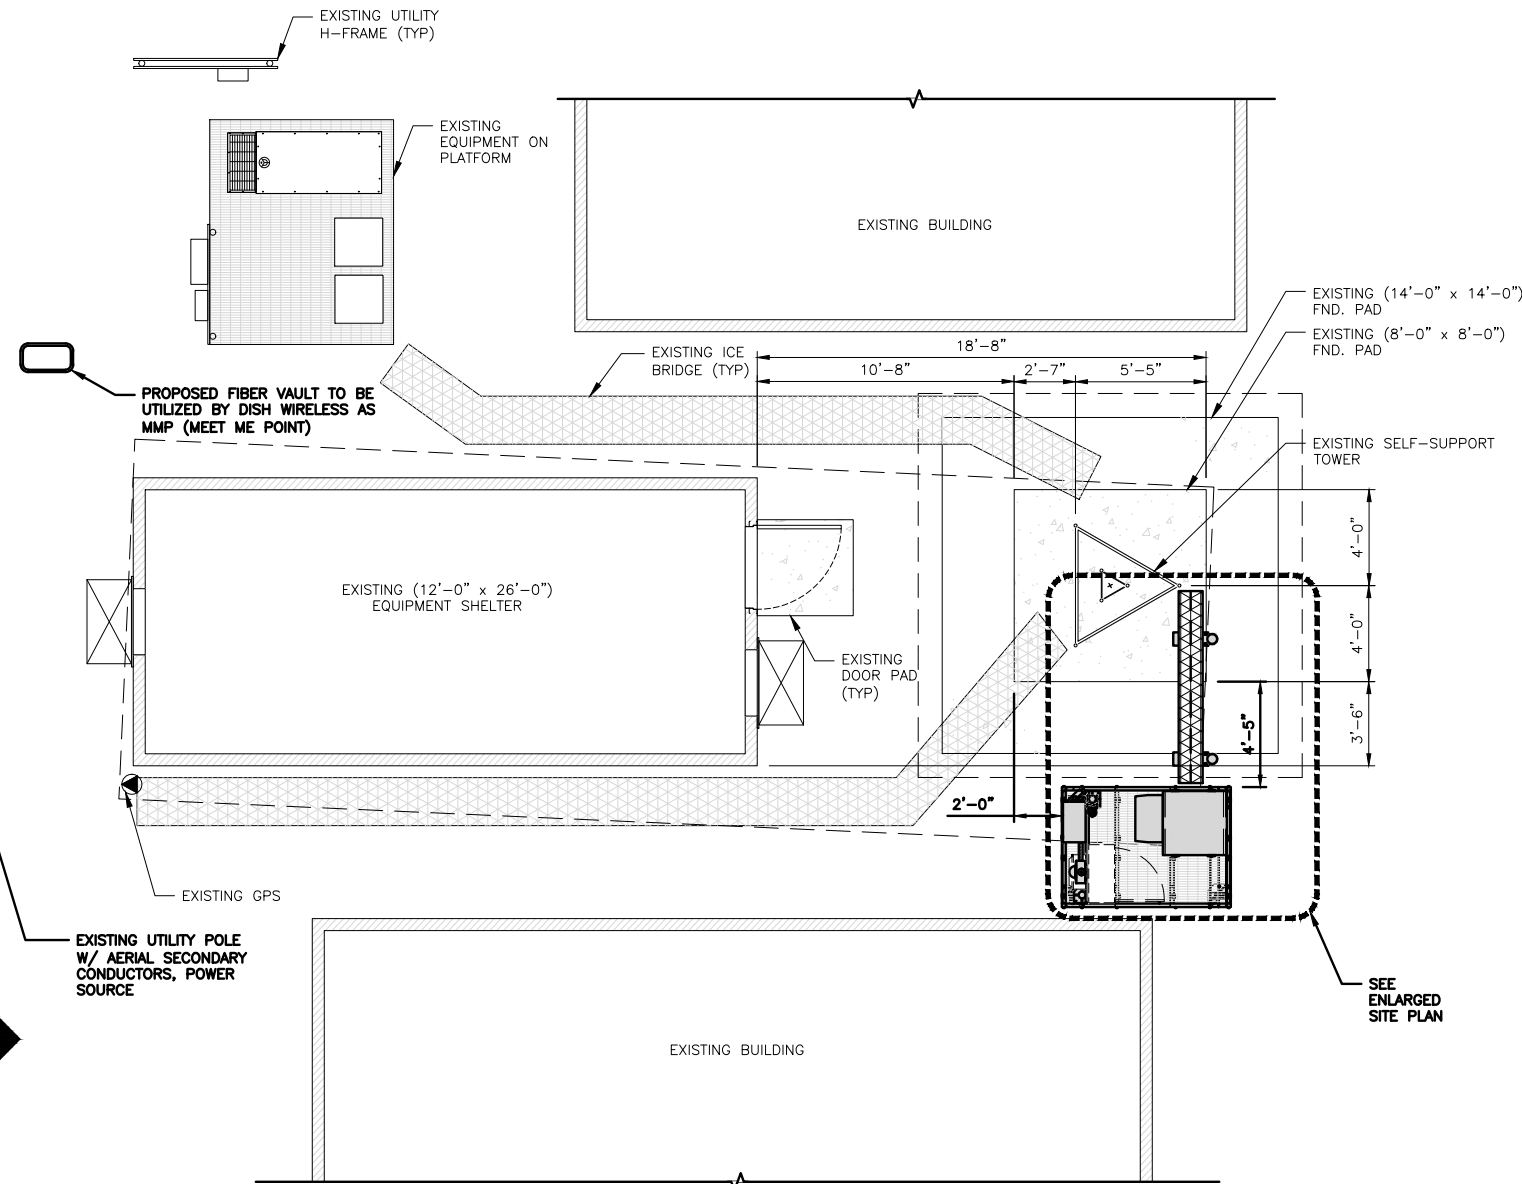 EXISTING UTILITY
H-FRAME (TYP)
EXISTING
EQUIPMENT ON
PLATFORM
EXISTING BUILDING
EXISTING (14'-0" x 14'-0")
FND. PAD
EXISTING (8'-0" x 8'-0")
FND. PAD
18'-8"
EXISTING ICE
BRIDGE (TYP)
10'-8"
2'-7"
5'-5"
PROPOSED FIBER VAULT TO BE
UTILIZED BY DISH WIRELESS AS
MMP (MEET ME POINT)
EXISTING SELF-SUPPORT
TOWER
4'-0"
EXISTING (12'-0" x 26'-0")
EQUIPMENT SHELTER
4'-0"
EXISTING
DOOR PAD
(TYP)
3'-6"
4'-5"
2'-0"
EXISTING GPS
EXISTING UTILITY POLE
W/ AERIAL SECONDARY
CONDUCTORS, POWER
SOURCE
SEE
ENLARGED
SITE PLAN
EXISTING BUILDING